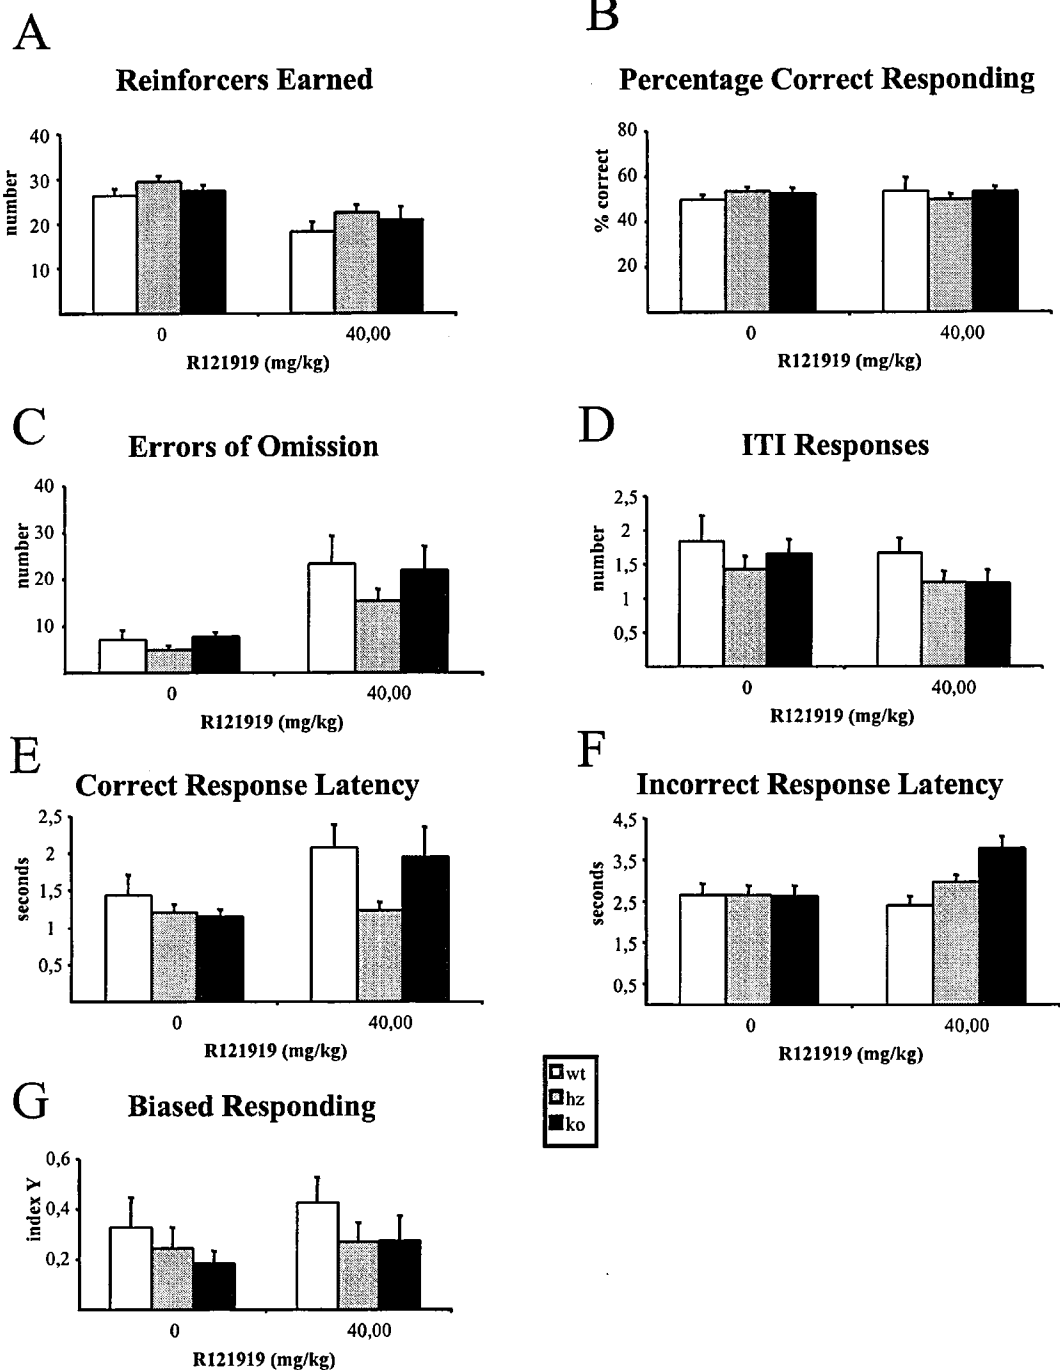 A
B
Reinforcers Earned
Percentage Correct Responding
number
40
30
20
10
0
40,00
R121919 (mg/kg)
% correct
80
60
40
20
0
40,00
R121919 (mg/kg)
C
D
Errors of Omission
ITI Responses
number
40
30
20
10
0
40,00
R121919 (mg/kg)
number
2,5
2
1,5
1
0,5
0
40,00
R121919 (mg/kg)
E
F
Correct Response Latency
Incorrect Response Latency
seconds
2,5
2
1,5
1
0,5
0
40,00
R121919 (mg/kg)
seconds
4,5
3,5
2,5
1,5
0,5
0
40,00
R121919 (mg/kg)
wt
hz
ko
G
Biased Responding
index Y
0,6
0,4
0,2
0
40,00
R121919 (mg/kg)